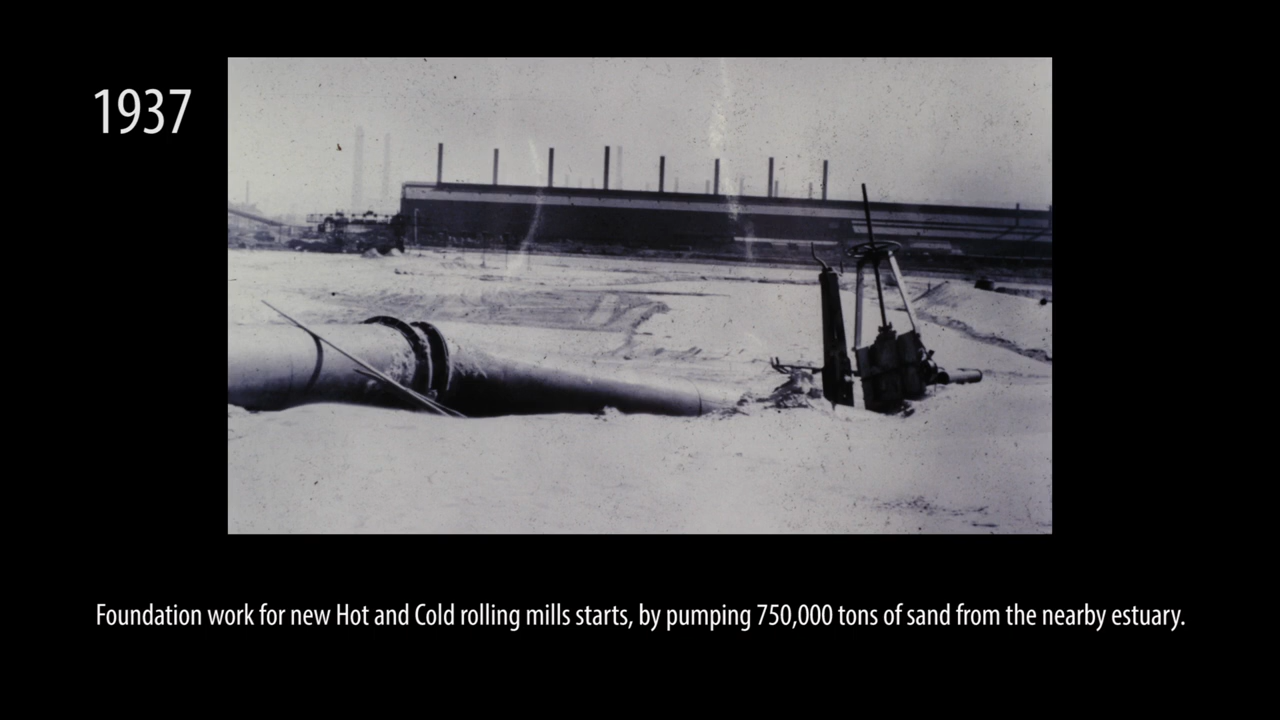 1937
Foundation work for new Hot and Cold rolling mills starts, by pumping 750,000 tons of sand from the nearby estuary.